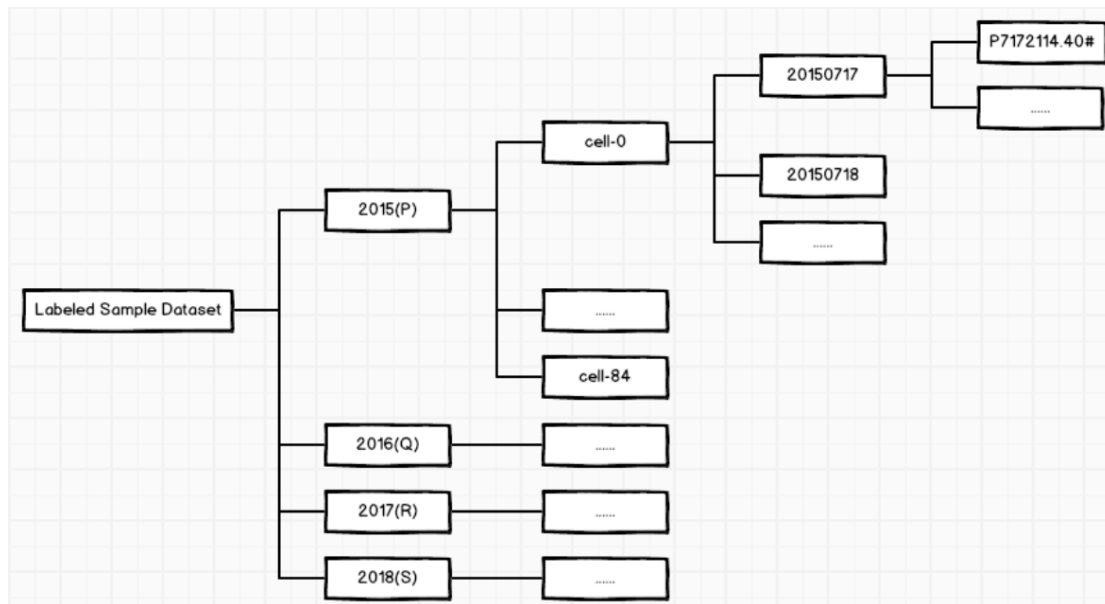 P7172114.40#
20150717
......
cell-0
20150718
2015(P)
......
Labeled Sample Dataset
......
cell-84
2016(Q)
......
2017(R)
......
2018(S)
......